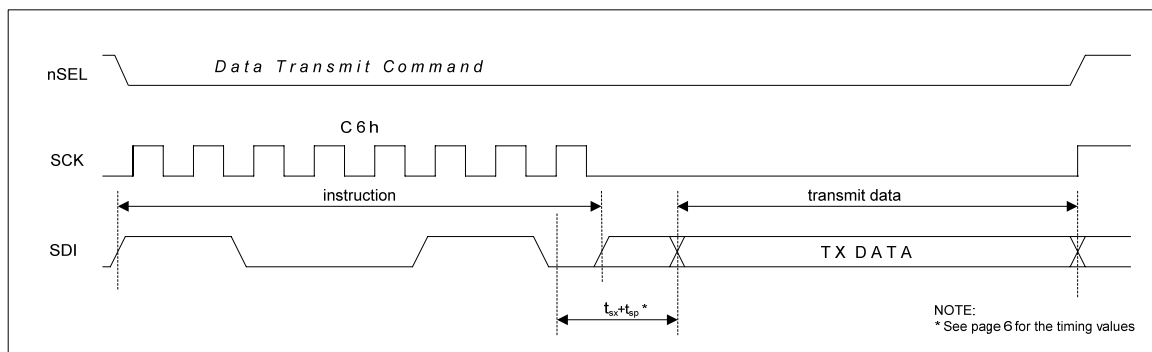 nSEL
Data Transmit Command
C6h
SCK
instruction
transmit data
SDI
TX DATA
tsx+tsp *
NOTE:
* See page 6 for the timing values